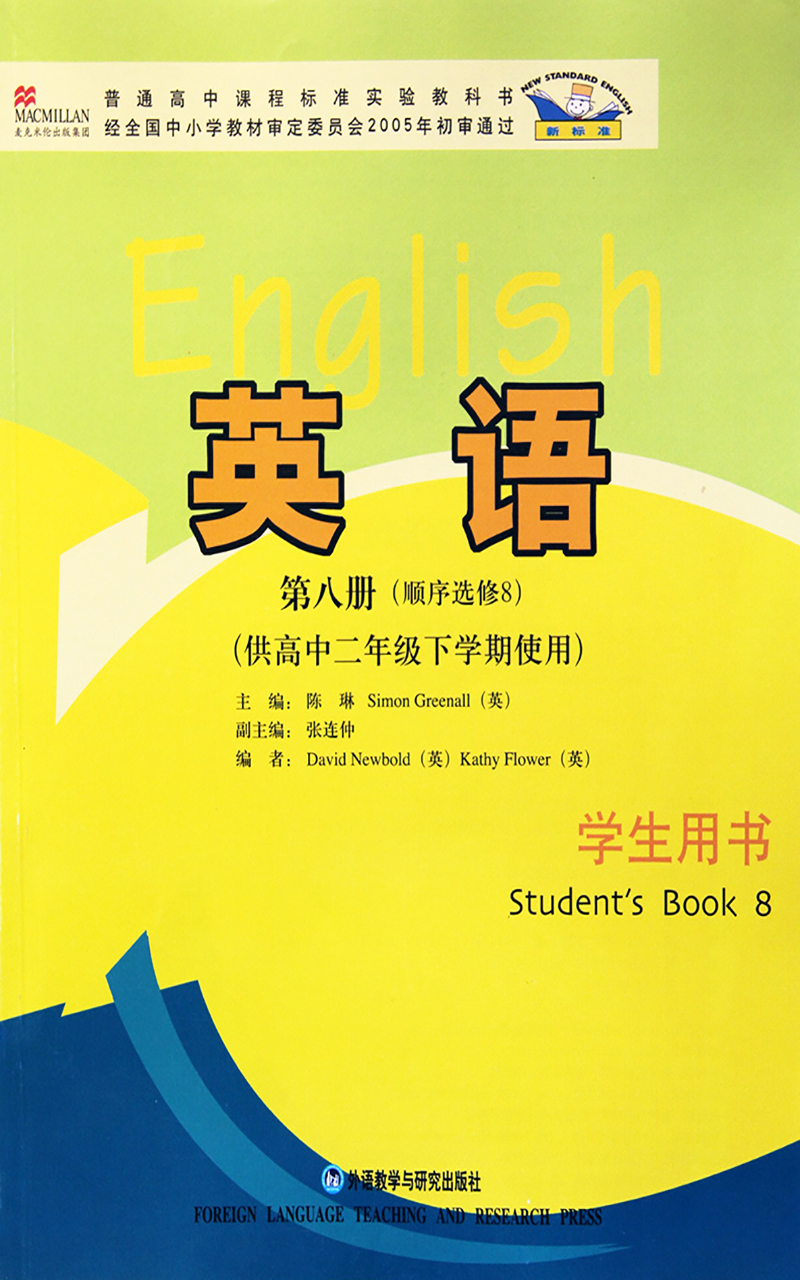 MACMILLAN
麦克米伦出版集团
普通高中课程标准实验教科书
经全国中小学教材审定委员会2005年初审通过
NEW STANDARD ENGLISH
新标准
English
英语
第八册（顺序选修8）
（供高中二年级下学期使用）
主 编：陈 琳 Simon Greenall（英）
副主编：张连仲
编 者：David Newbold（英）Kathy Flower（英）
学生用书
Student's Book 8
外语教学与研究出版社
FOREIGN LANGUAGE TEACHING AND RESEARCH PRESS